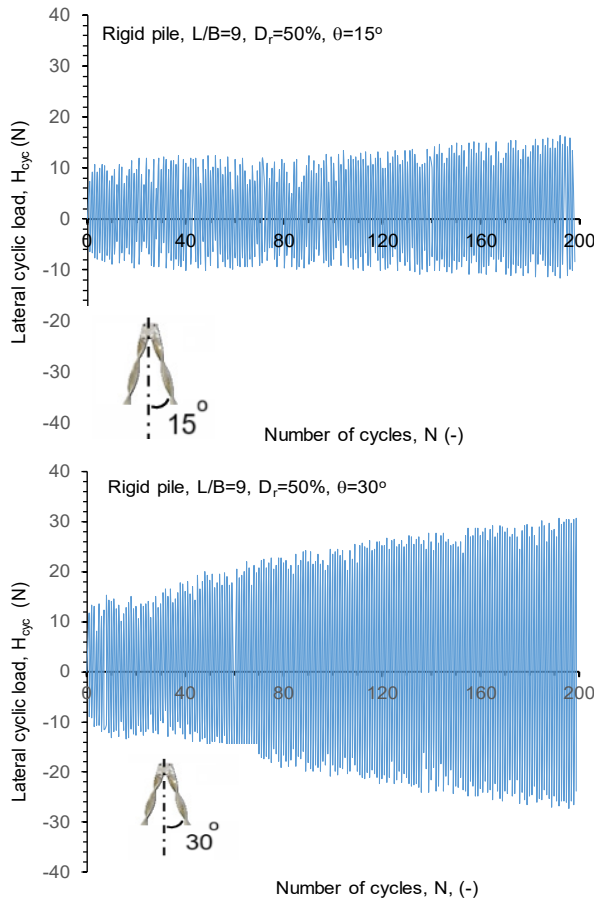 Rigid pile, L/B=9, Dr=50%, θ=15°
Lateral cyclic load, Hcyc (N)
40
30
20
10
0
-10
-20
-30
-40
0 40 80 120 160 200
15°
Number of cycles, N (-)
Rigid pile, L/B=9, Dr=50%, θ=30°
Lateral cyclic load, Hcyc (N)
40
30
20
10
0
-10
-20
-30
-40
0 40 80 120 160 200
30°
Number of cycles, N, (-)